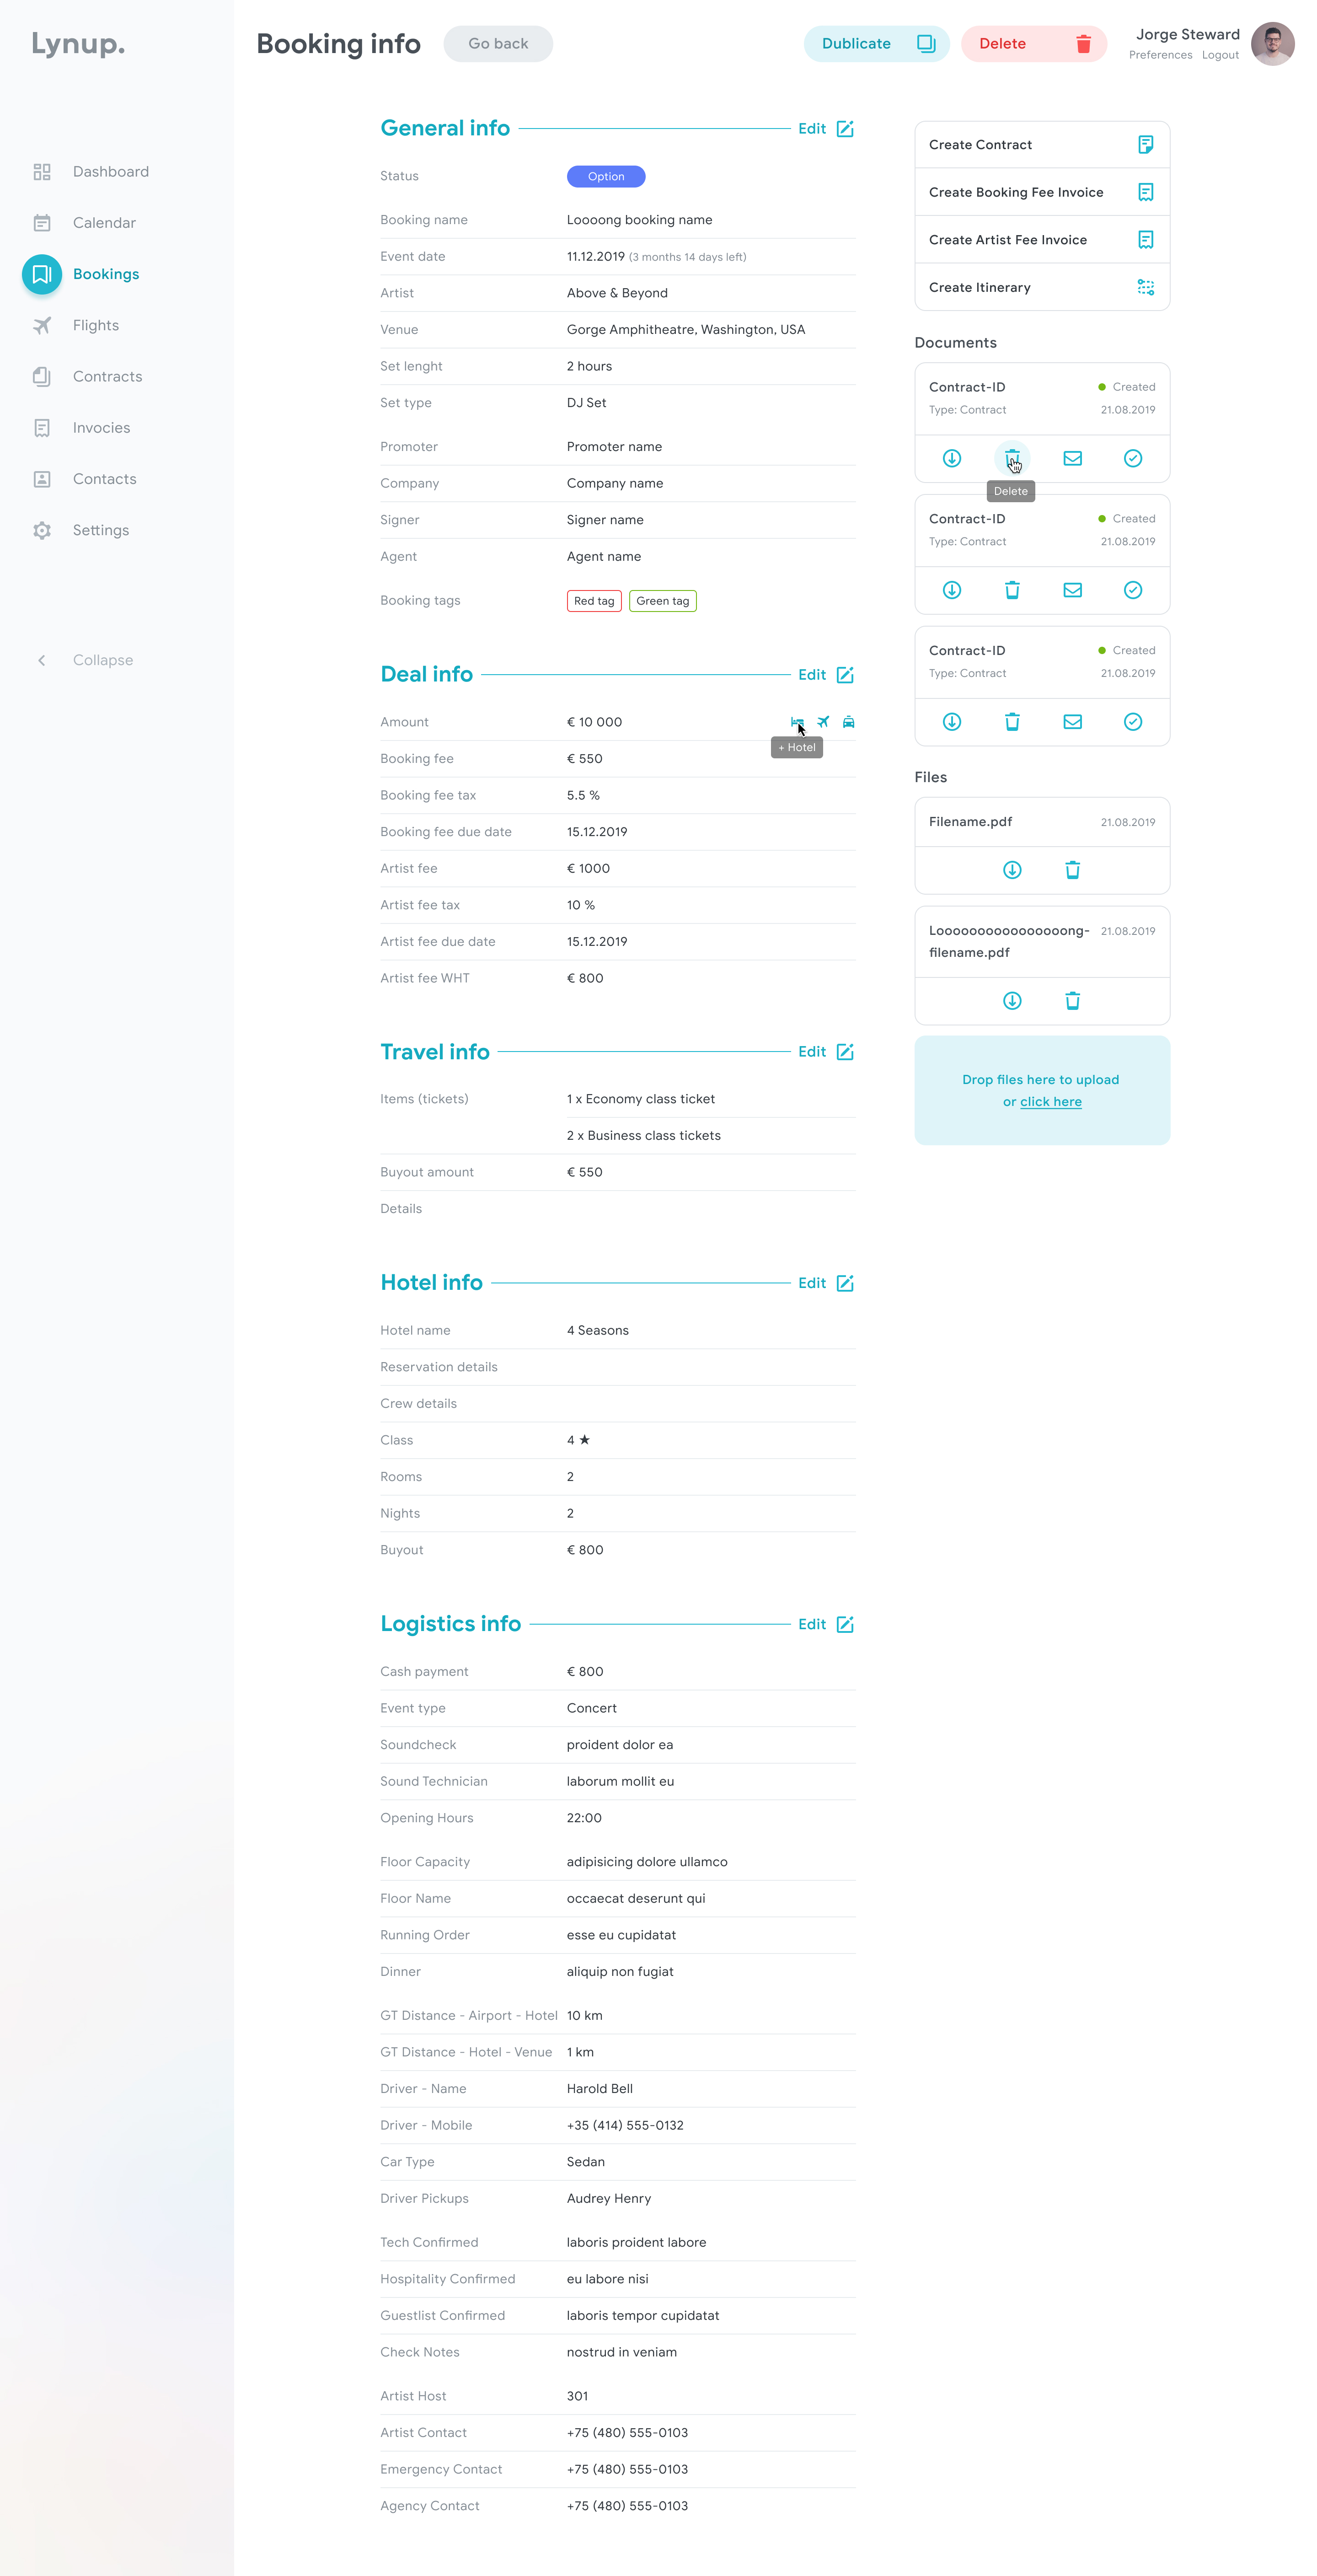 Lynup.
Booking info
Go back
Dublicate
Delete
Jorge Steward
Preferences Logout
Dashboard
Calendar
Bookings
Flights
Contracts
Invocies
Contacts
Settings
Collapse
General info
Edit
Status Option
Booking name Loooong booking name
Event date 11.12.2019 (3 months 14 days left)
Artist Above & Beyond
Venue Gorge Amphitheatre, Washington, USA
Set lenght 2 hours
Set type DJ Set
Promoter Promoter name
Company Company name
Signer Signer name
Agent Agent name
Booking tags Red tag Green tag
Deal info
Edit
Amount € 10 000
+ Hotel
Booking fee € 550
Booking fee tax 5.5 %
Booking fee due date 15.12.2019
Artist fee € 1000
Artist fee tax 10 %
Artist fee due date 15.12.2019
Artist fee WHT € 800
Travel info
Edit
Items (tickets) 1 x Economy class ticket
2 x Business class tickets
Buyout amount € 550
Details
Hotel info
Edit
Hotel name 4 Seasons
Reservation details
Crew details
Class 4 ★
Rooms 2
Nights 2
Buyout € 800
Logistics info
Edit
Cash payment € 800
Event type Concert
Soundcheck proident dolor ea
Sound Technician laborum mollit eu
Opening Hours 22:00
Floor Capacity adipisicing dolore ullamco
Floor Name occaecat deserunt qui
Running Order esse eu cupidatat
Dinner aliquip non fugiat
GT Distance - Airport - Hotel 10 km
GT Distance - Hotel - Venue 1 km
Driver - Name Harold Bell
Driver - Mobile +35 (414) 555-0132
Car Type Sedan
Driver Pickups Audrey Henry
Tech Confirmed laboris proident labore
Hospitality Confirmed eu labore nisi
Guestlist Confirmed laboris tempor cupidatat
Check Notes nostrud in veniam
Artist Host 301
Artist Contact +75 (480) 555-0103
Emergency Contact +75 (480) 555-0103
Agency Contact +75 (480) 555-0103
Create Contract
Create Booking Fee Invoice
Create Artist Fee Invoice
Create Itinerary
Documents
Contract-ID Created
Type: Contract 21.08.2019
Delete
Contract-ID Created
Type: Contract 21.08.2019
Contract-ID Created
Type: Contract 21.08.2019
Files
Filename.pdf 21.08.2019
Looooooooooooooooong- 21.08.2019
filename.pdf
Drop files here to upload
or click here